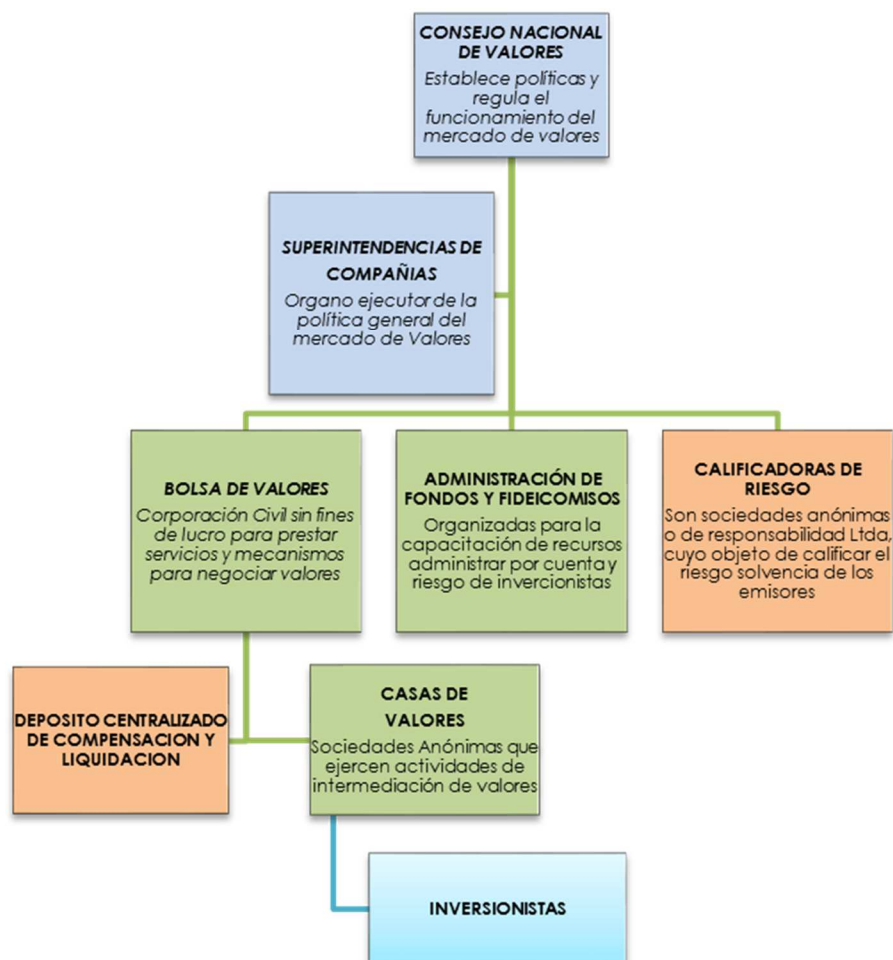 CONSEJO NACIONAL
DE VALORES
Establece políticas y
regula el
funcionamiento del
mercado de valores
SUPERINTENDENCIAS DE
COMPAÑIAS
Organo ejecutor de la
política general del
mercado de Valores
BOLSA DE VALORES
Corporación Civil sin fines
de lucro para prestar
servicios y mecanismos
para negociar valores
ADMINISTRACIÓN DE
FONDOS Y FIDEICOMISOS
Organizadas para la
capacitación de recursos
administrar por cuenta y
riesgo de invercionistas
CALIFICADORAS DE
RIESGO
Son sociedades anónimas
o de responsabilidad Ltda,
cuyo objeto de calificar el
riesgo solvencia de los
emisores
DEPOSITO CENTRALIZADO
DE COMPENSACION Y
LIQUIDACION
CASAS DE
VALORES
Sociedades Anónimas que
ejercen actividades de
intermediación de valores
INVERSIONISTAS